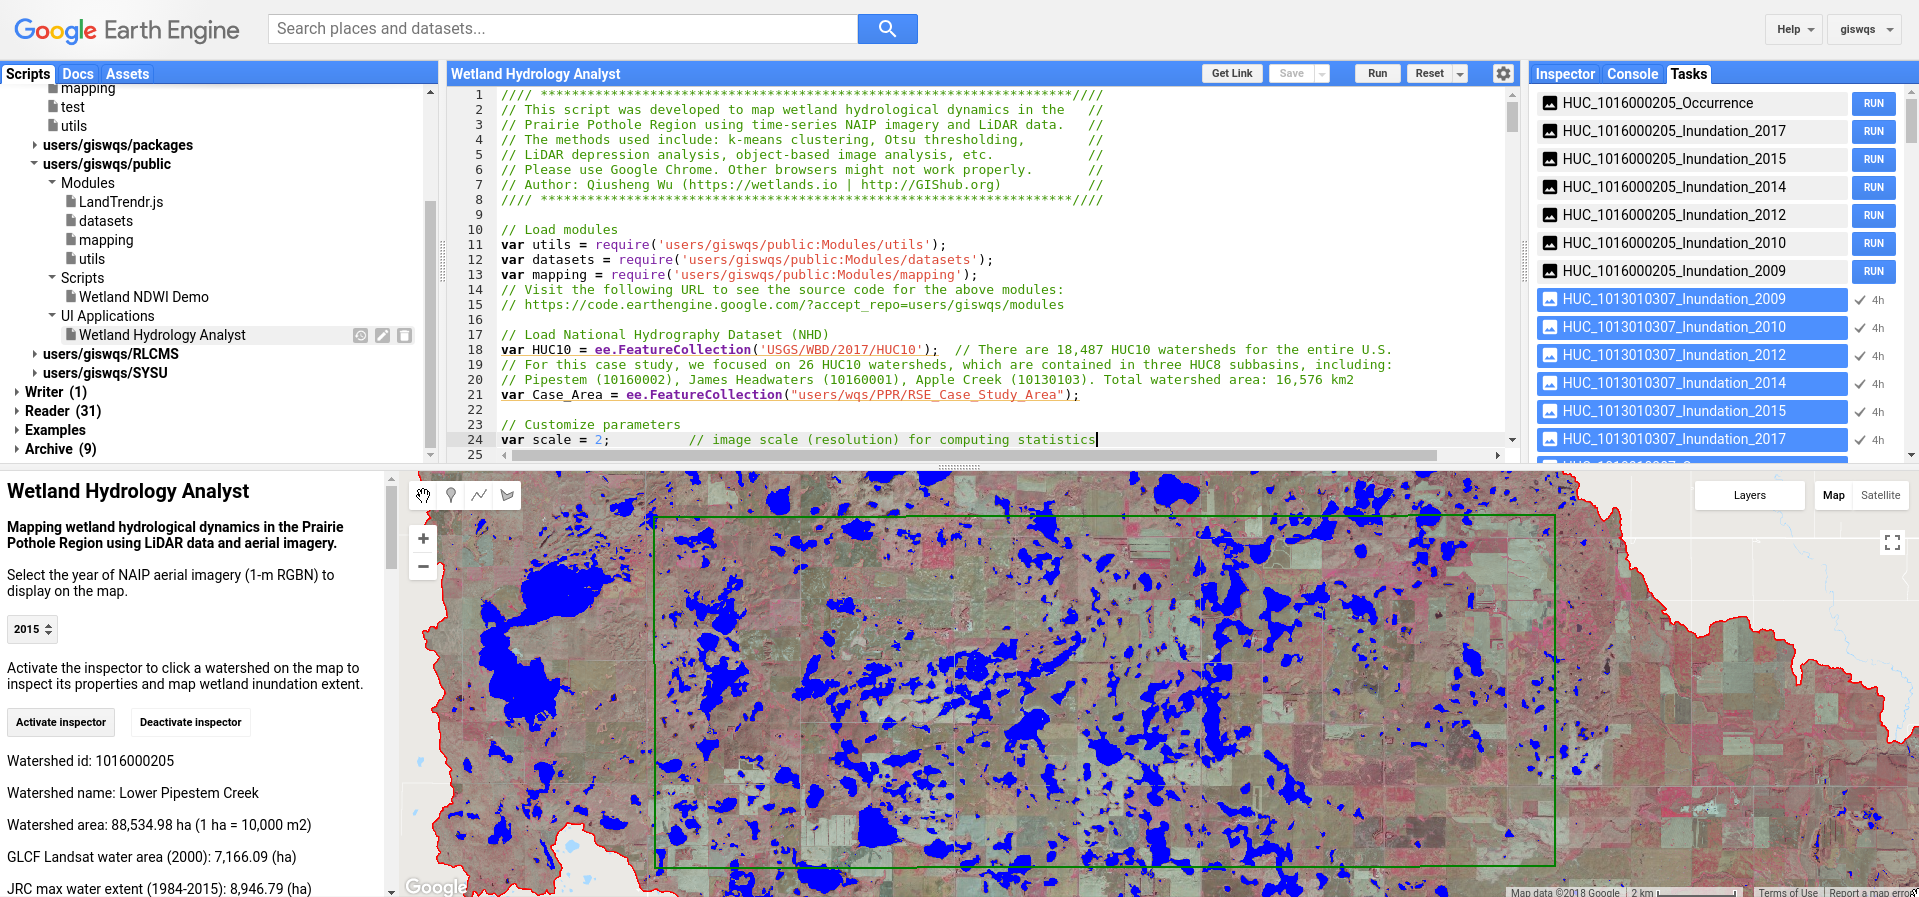 Google Earth Engine
Search places and datasets...
Help
giswqs
Scripts Docs Assets
mapping
test
utils
users/giswqs/packages
users/giswqs/public
Modules
LandTrendr.js
datasets
mapping
utils
Scripts
Wetland NDWI Demo
UI Applications
Wetland Hydrology Analyst
users/giswqs/RLCMS
users/giswqs/SYSU
Writer (1)
Reader (31)
Examples
Archive (9)
Wetland Hydrology Analyst
Get Link Save Run Reset
1 //// ********************************************************************////
2 // This script was developed to map wetland hydrological dynamics in the //
3 // Prairie Pothole Region using time-series NAIP imagery and LiDAR data. //
4 // The methods used include: k-means clustering, Otsu thresholding, //
5 // LiDAR depression analysis, object-based image analysis, etc. //
6 // Please use Google Chrome. Other browsers might not work properly. //
7 // Author: Qiusheng Wu (https://wetlands.io | http://GIShub.org) //
8 //// ********************************************************************////
9
10 // Load modules
11 var utils = require('users/giswqs/public:Modules/utils');
12 var datasets = require('users/giswqs/public:Modules/datasets');
13 var mapping = require('users/giswqs/public:Modules/mapping');
14 // Visit the following URL to see the source code for the above modules:
15 // https://code.earthengine.google.com/?accept_repo=users/giswqs/modules
16
17 // Load National Hydrography Dataset (NHD)
18 var HUC10 = ee.FeatureCollection('USGS/WBD/2017/HUC10'); // There are 18,487 HUC10 watersheds for the entire U.S.
19 // For this case study, we focused on 26 HUC10 watersheds, which are contained in three HUC8 subbasins, including:
20 // Pipestem (10160002), James Headwaters (10160001), Apple Creek (10130103). Total watershed area: 16,576 km2
21 var Case_Area = ee.FeatureCollection("users/wqs/PPR/RSE_Case_Study_Area");
22
23 // Customize parameters
24 var scale = 2; // image scale (resolution) for computing statistics
25
Inspector Console Tasks
HUC_1016000205_Occurrence RUN
HUC_1016000205_Inundation_2017 RUN
HUC_1016000205_Inundation_2015 RUN
HUC_1016000205_Inundation_2014 RUN
HUC_1016000205_Inundation_2012 RUN
HUC_1016000205_Inundation_2010 RUN
HUC_1016000205_Inundation_2009 RUN
HUC_1013010307_Inundation_2009 4h
HUC_1013010307_Inundation_2010 4h
HUC_1013010307_Inundation_2012 4h
HUC_1013010307_Inundation_2014 4h
HUC_1013010307_Inundation_2015 4h
HUC_1013010307_Inundation_2017 4h
Wetland Hydrology Analyst
Mapping wetland hydrological dynamics in the Prairie
Pothole Region using LiDAR data and aerial imagery.
Select the year of NAIP aerial imagery (1-m RGBN) to
display on the map.
2015
Activate the inspector to click a watershed on the map to
inspect its properties and map wetland inundation extent.
Activate inspector Deactivate inspector
Watershed id: 1016000205
Watershed name: Lower Pipestem Creek
Watershed area: 88,534.98 ha (1 ha = 10,000 m2)
GLCF Landsat water area (2000): 7,166.09 (ha)
JRC max water extent (1984-2015): 8,946.79 (ha)
Layers
Map Satellite
Google
Map data ©2018 Google 2 km Terms of Use Report a map error